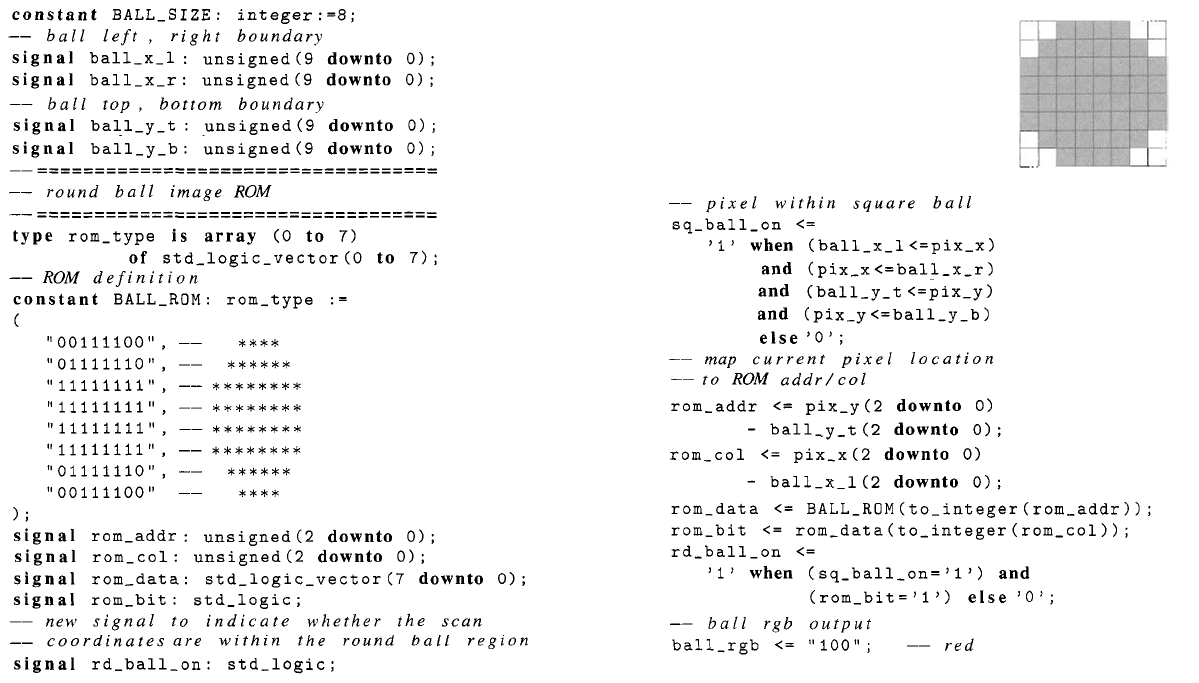 constant BALL_SIZE: integer:=8;
-- ball left, right boundary
signal ball_x_l: unsigned(9 downto 0);
signal ball_x_r: unsigned(9 downto 0);
-- ball top, bottom boundary
signal ball_y_t: unsigned(9 downto 0);
signal ball_y_b: unsigned(9 downto 0);
--===================================
-- round ball image ROM
--===================================
type rom_type is array (0 to 7)
of std_logic_vector(0 to 7);
-- ROM definition
constant BALL_ROM: rom_type :=
(
"00111100", -- ****
"01111110", -- ******
"11111111", -- ********
"11111111", -- ********
"11111111", -- ********
"11111111", -- ********
"01111110", -- ******
"00111100" -- ****
);
signal rom_addr: unsigned(2 downto 0);
signal rom_col: unsigned(2 downto 0);
signal rom_data: std_logic_vector(7 downto 0);
signal rom_bit: std_logic;
-- new signal to indicate whether the scan
-- coordinates are within the round ball region
signal rd_ball_on: std_logic;
-- pixel within square ball
sq_ball_on <=
'1' when (ball_x_l<=pix_x)
and (pix_x<=ball_x_r)
and (ball_y_t<=pix_y)
and (pix_y<=ball_y_b)
else '0';
-- map current pixel location
-- to ROM addr/col
rom_addr <= pix_y(2 downto 0)
- ball_y_t(2 downto 0);
rom_col <= pix_x(2 downto 0)
- ball_x_l(2 downto 0);
rom_data <= BALL_ROM(to_integer(rom_addr));
rom_bit <= rom_data(to_integer(rom_col));
rd_ball_on <=
'1' when (sq_ball_on='1') and
(rom_bit='1') else '0';
-- ball rgb output
ball_rgb <= "100"; -- red